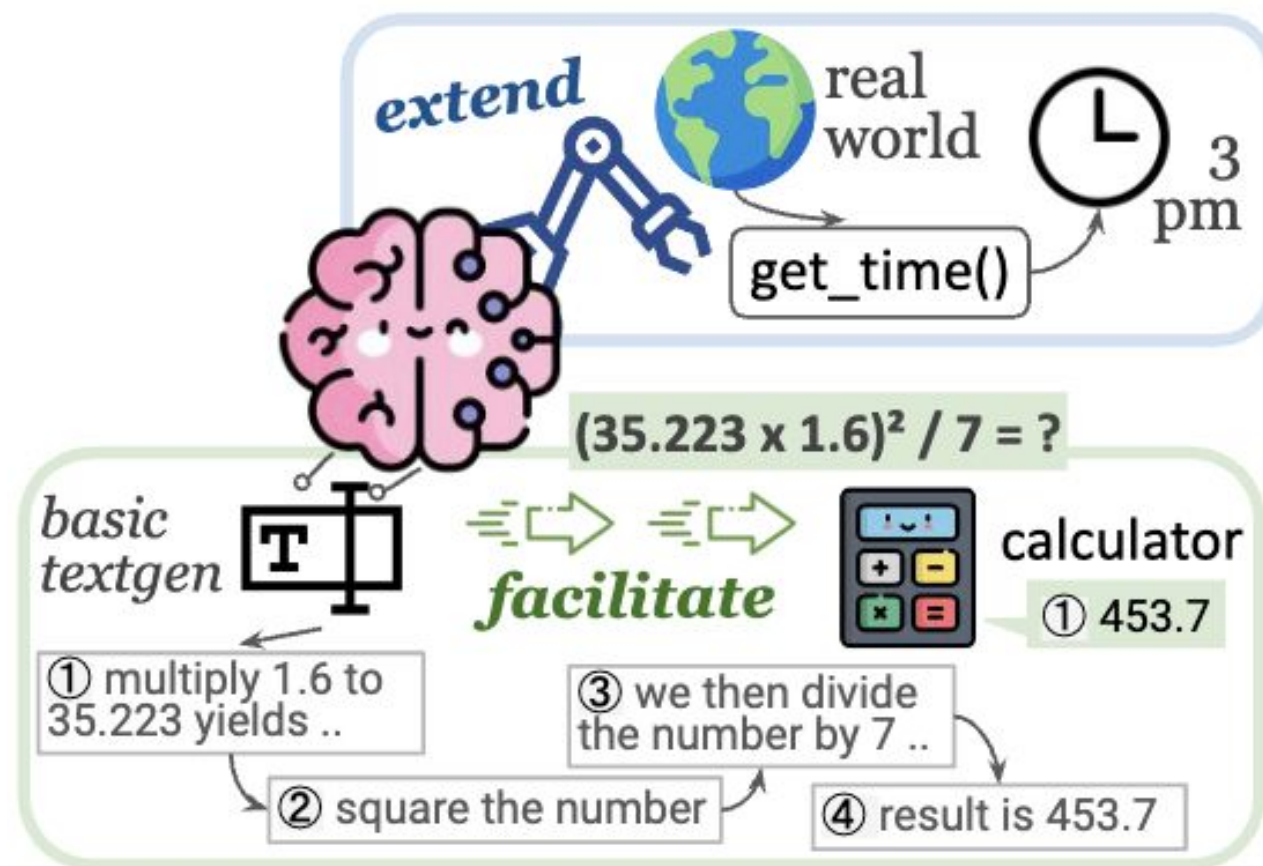 extend
real
world
3
pm
get_time()
(35.223 x 1.6)² / 7 = ?
basic
textgen
T
facilitate
calculator
① 453.7
① multiply 1.6 to
35.223 yields ..
② square the number
③ we then divide
the number by 7 ..
④ result is 453.7